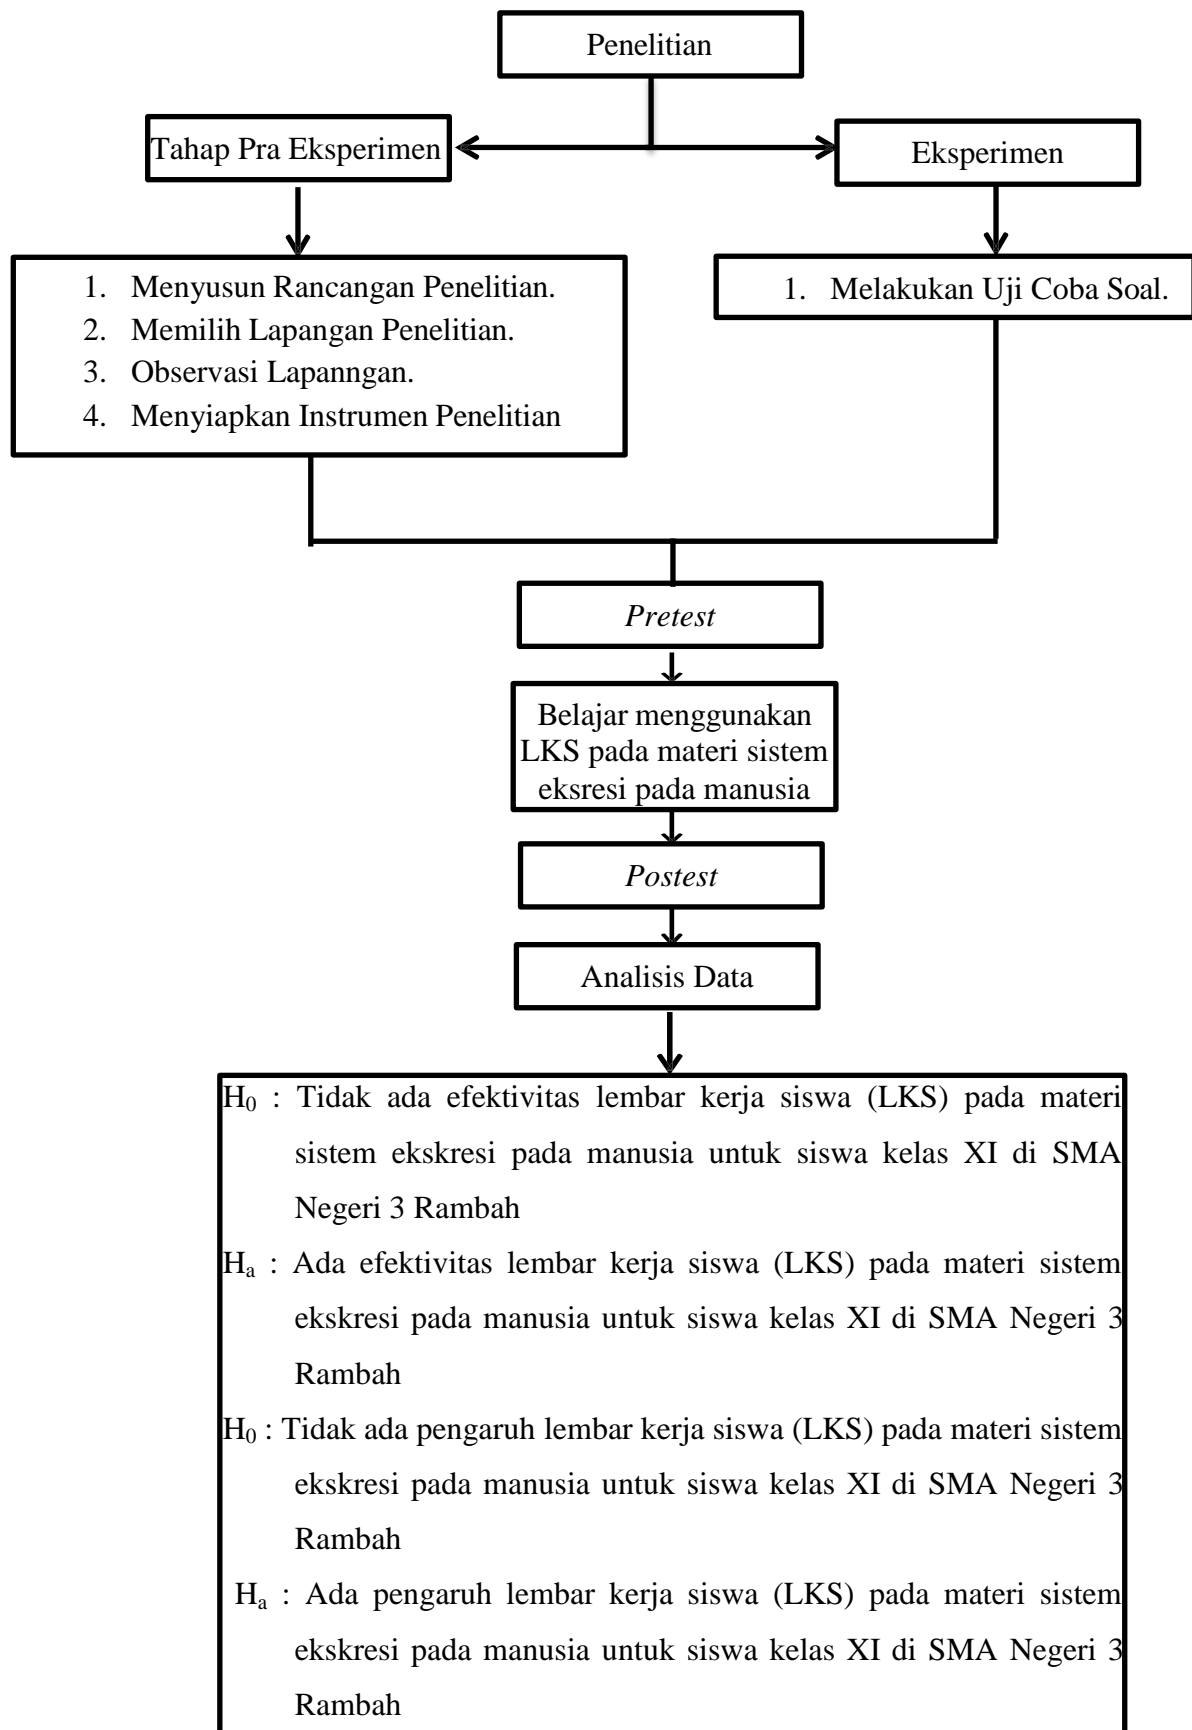 Penelitian
Tahap Pra Eksperimen
Eksperimen
1. Menyusun Rancangan Penelitian.
2. Memilih Lapangan Penelitian.
3. Observasi Lapanngan.
4. Menyiapkan Instrumen Penelitian
1. Melakukan Uji Coba Soal.
Pretest
Belajar menggunakan
LKS pada materi sistem
eksresi pada manusia
Postest
Analisis Data
H₀ : Tidak ada efektivitas lembar kerja siswa (LKS) pada materi
sistem ekskresi pada manusia untuk siswa kelas XI di SMA
Negeri 3 Rambah
Hₐ : Ada efektivitas lembar kerja siswa (LKS) pada materi sistem
ekskresi pada manusia untuk siswa kelas XI di SMA Negeri 3
Rambah
H₀ : Tidak ada pengaruh lembar kerja siswa (LKS) pada materi sistem
ekskresi pada manusia untuk siswa kelas XI di SMA Negeri 3
Rambah
Hₐ : Ada pengaruh lembar kerja siswa (LKS) pada materi sistem
ekskresi pada manusia untuk siswa kelas XI di SMA Negeri 3
Rambah